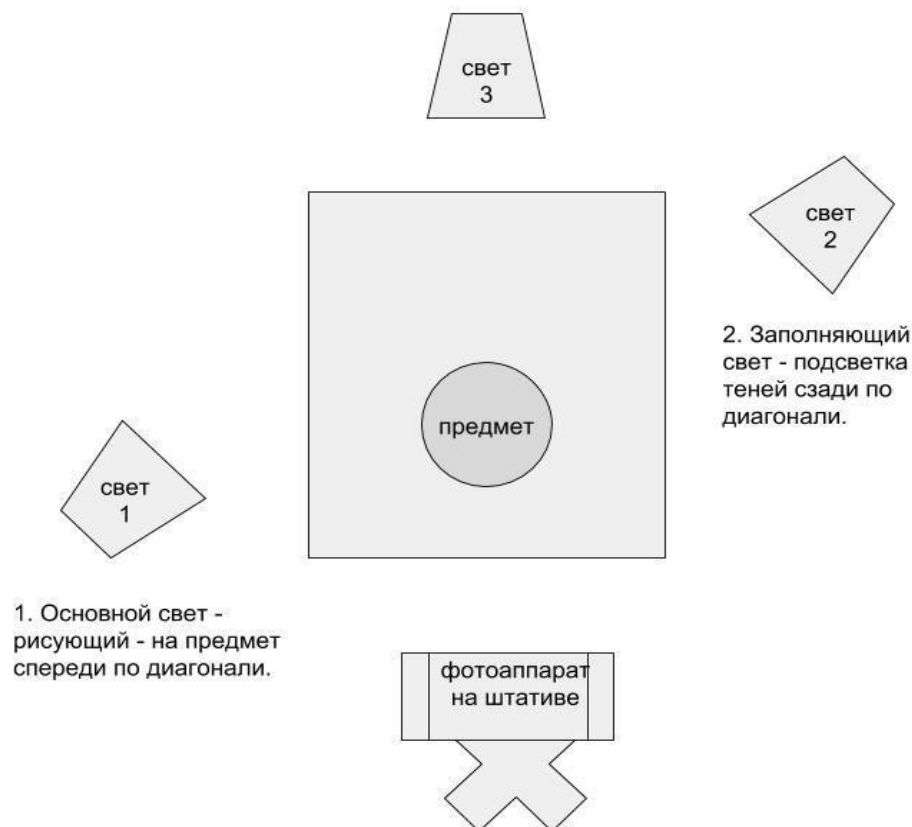 свет
3
свет
2
2. Заполняющий
свет - подсветка
теней сзади по
диагонали.
предмет
свет
1
1. Основной свет -
рисующий - на предмет
спереди по диагонали.
фотоаппарат
на штативе